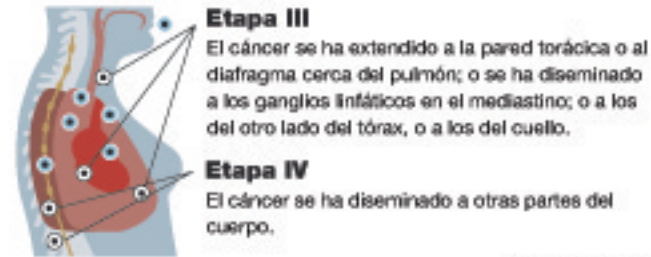 Etapa III
El cáncer se ha extendido a la pared torácica o al
diafragma cerca del pulmón; o se ha diseminado
a los ganglios linfáticos en el mediastino; o a los
del otro lado del tórax, o a los del cuello.
Etapa IV
El cáncer se ha diseminado a otras partes del
cuerpo.